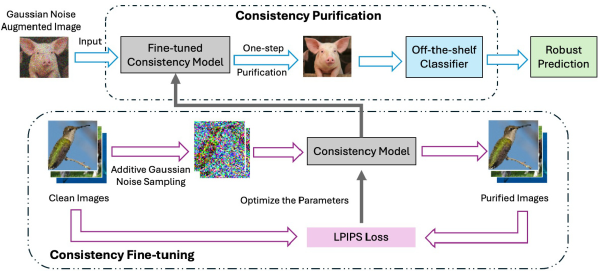 Gaussian Noise
Augmented Image
Consistency Purification
Input
Fine-tuned
Consistency Model
One-step
Purification
Off-the-shelf
Classifier
Robust
Prediction
Additive Gaussian
Noise Sampling
Consistency Model
Clean Images
Optimize the Parameters
Purified Images
LPIPS Loss
Consistency Fine-tuning